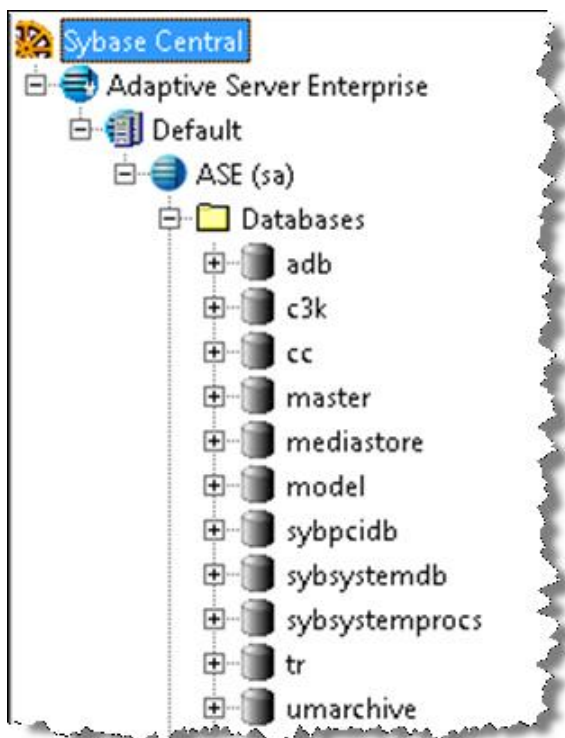 Sybase Central
Adaptive Server Enterprise
Default
ASE (sa)
Databases
adb
c3k
cc
master
mediastore
model
sybpcidb
sybsystemdb
sybsystemprocs
tr
umarchive